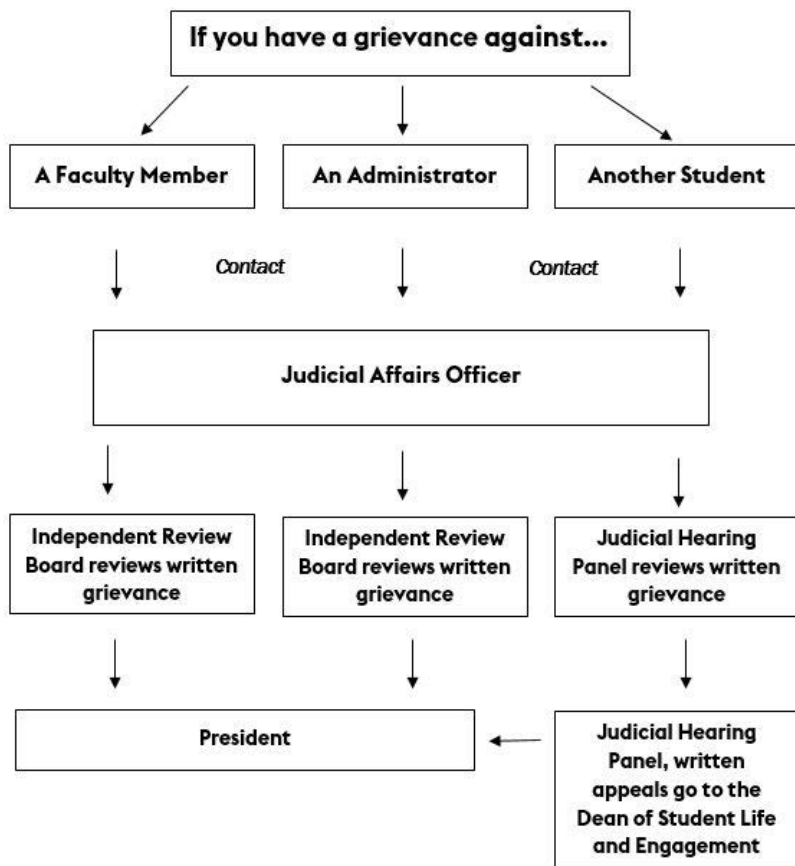 If you have a grievance against...
A Faculty Member
An Administrator
Another Student
Contact
Contact
Judicial Affairs Officer
Independent Review
Board reviews written
grievance
Independent Review
Board reviews written
grievance
Judicial Hearing
Panel reviews written
grievance
President
Judicial Hearing
Panel, written
appeals go to the
Dean of Student Life
and Engagement